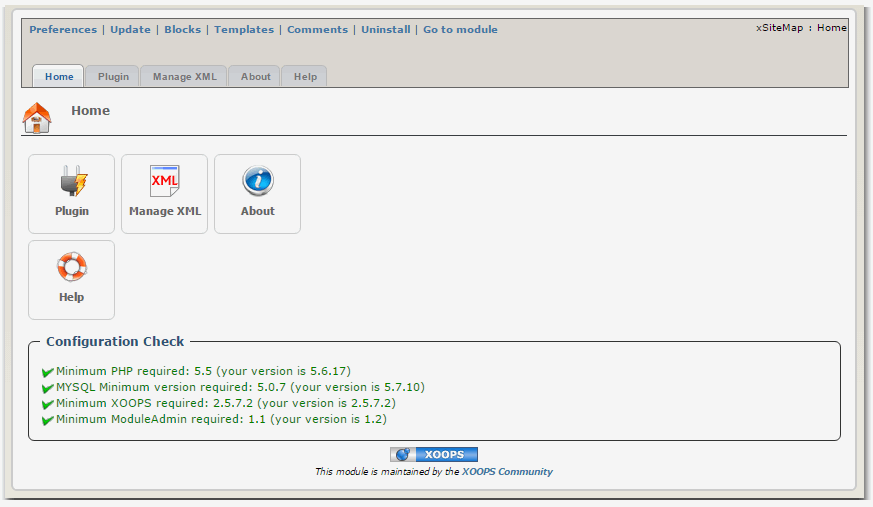 Preferences | Update | Blocks | Templates | Comments | Uninstall | Go to module
xSiteMap : Home
Home Plugin Manage XML About Help
Home
XML
Plugin Manage XML About
Help
Configuration Check
Minimum PHP required: 5.5 (your version is 5.6.17)
MYSQL Minimum version required: 5.0.7 (your version is 5.7.10)
Minimum XOOPS required: 2.5.7.2 (your version is 2.5.7.2)
Minimum ModuleAdmin required: 1.1 (your version is 1.2)
XOOPS
This module is maintained by the XOOPS Community